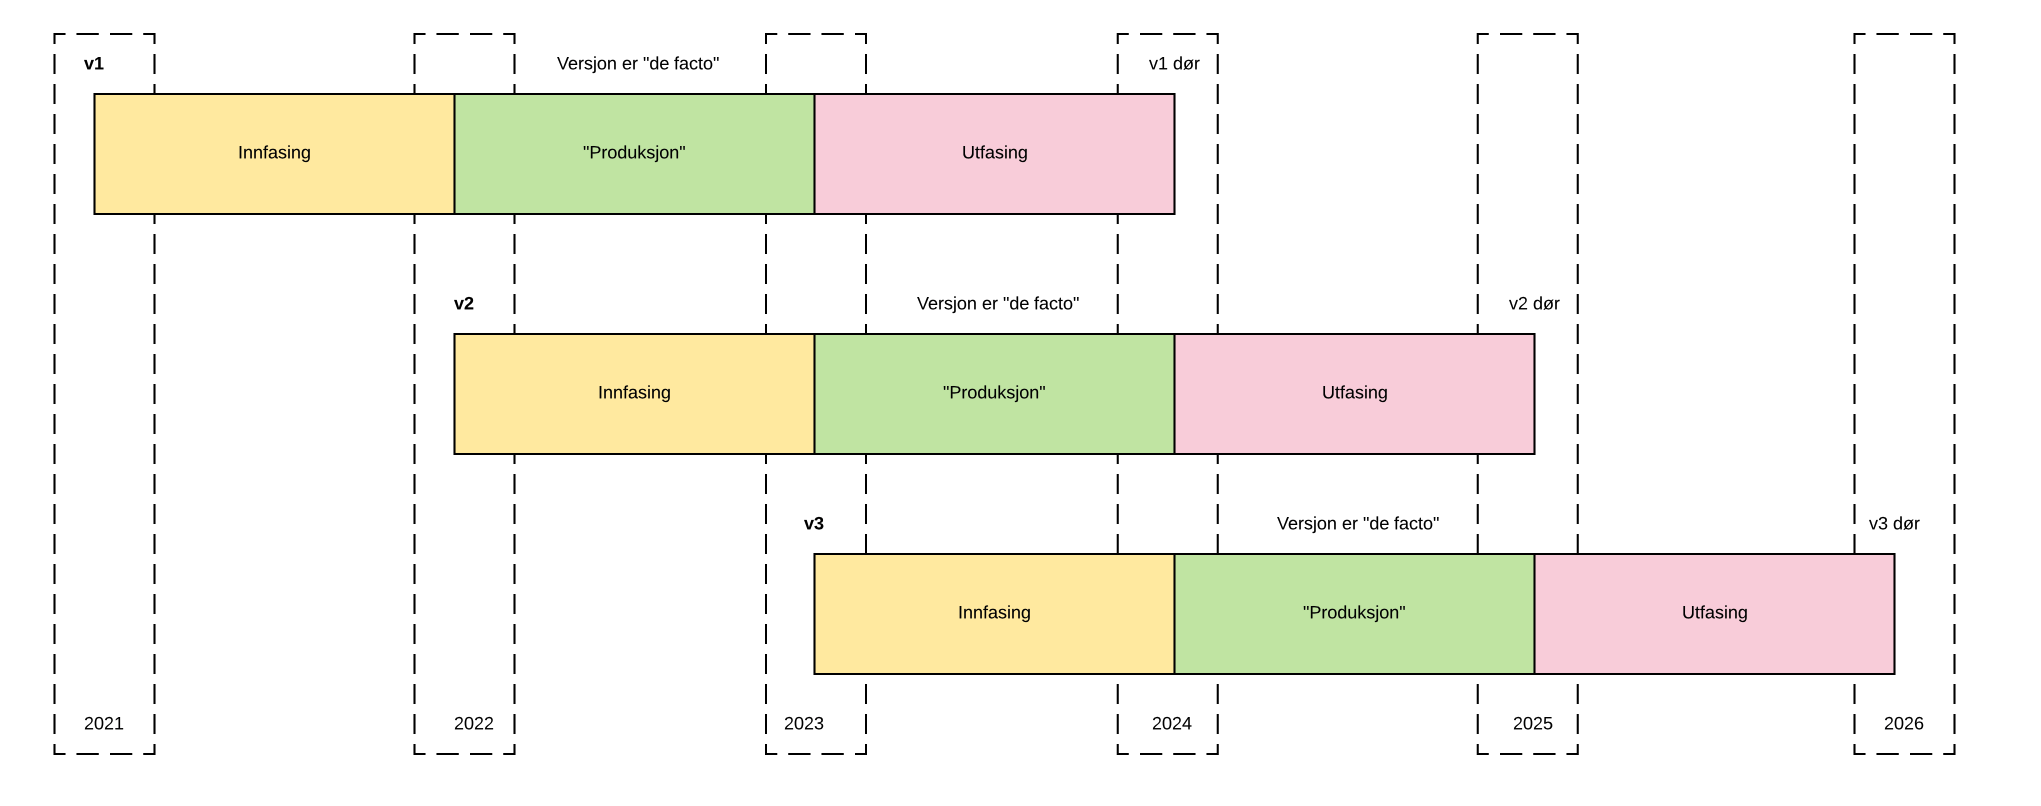 v1
Versjon er "de facto"
v1 dør
Innfasing
"Produksjon"
Utfasing
v2
Versjon er "de facto"
v2 dør
Innfasing
"Produksjon"
Utfasing
v3
Versjon er "de facto"
v3 dør
Innfasing
"Produksjon"
Utfasing
2021
2022
2023
2024
2025
2026